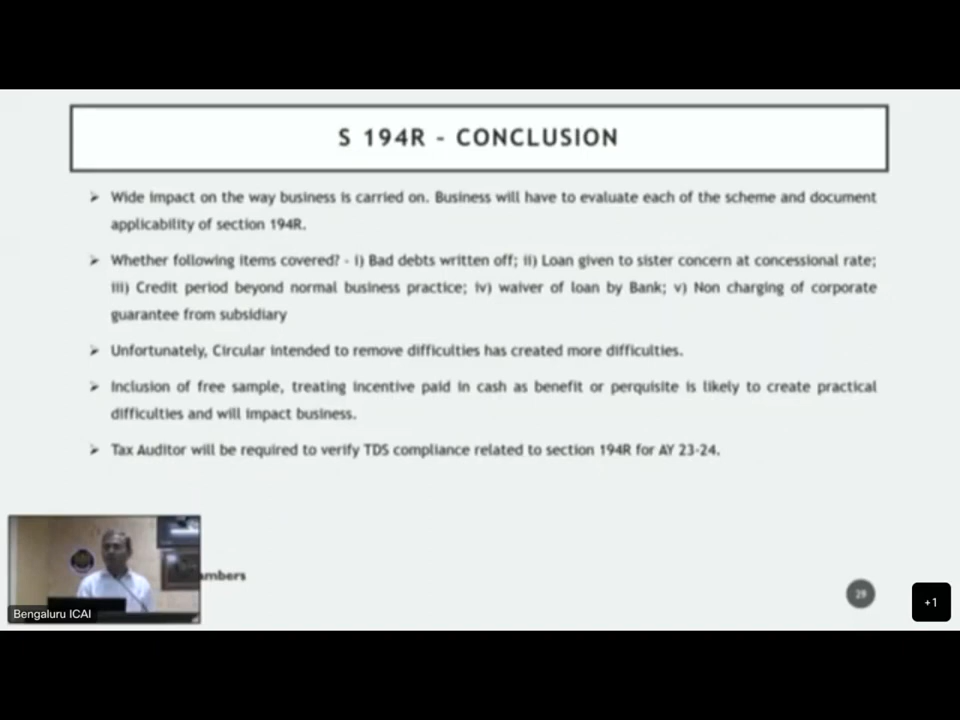 S 194R – CONCLUSION
➢ Wide impact on the way business is carried on. Business will have to evaluate each of the scheme and document
applicability of section 194R.
➢ Whether following items covered? - i) Bad debts written off; ii) Loan given to sister concern at concessional rate;
iii) Credit period beyond normal business practice; iv) waiver of loan by Bank; v) Non charging of corporate
guarantee from subsidiary
➢ Unfortunately, Circular intended to remove difficulties has created more difficulties.
➢ Inclusion of free sample, treating incentive paid in cash as benefit or perquisite is likely to create practical
difficulties and will impact business.
➢ Tax Auditor will be required to verify TDS compliance related to section 194R for AY 23-24.
ambers
29
+1
Bengaluru ICAI